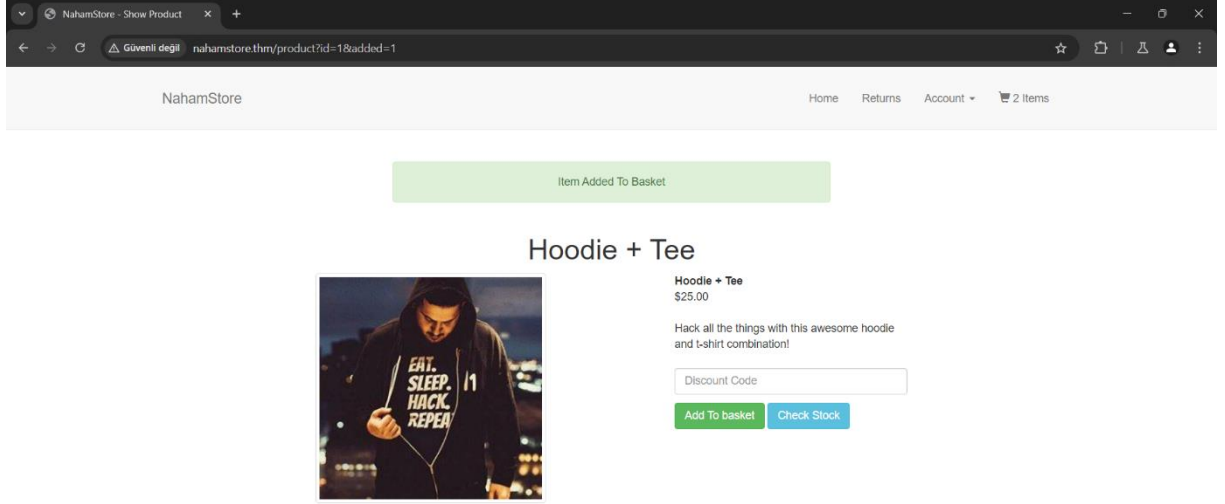 NahamStore - Show Product
Güvenli değil nahamstore.thm/product?id=1&added=1
NahamStore Home Returns Account 2 Items
Item Added To Basket
Hoodie + Tee
EAT.
SLEEP.
HACK.
REPEAT
Hoodie + Tee
$25.00
Hack all the things with this awesome hoodie
and t-shirt combination!
Discount Code
Add To basket Check Stock